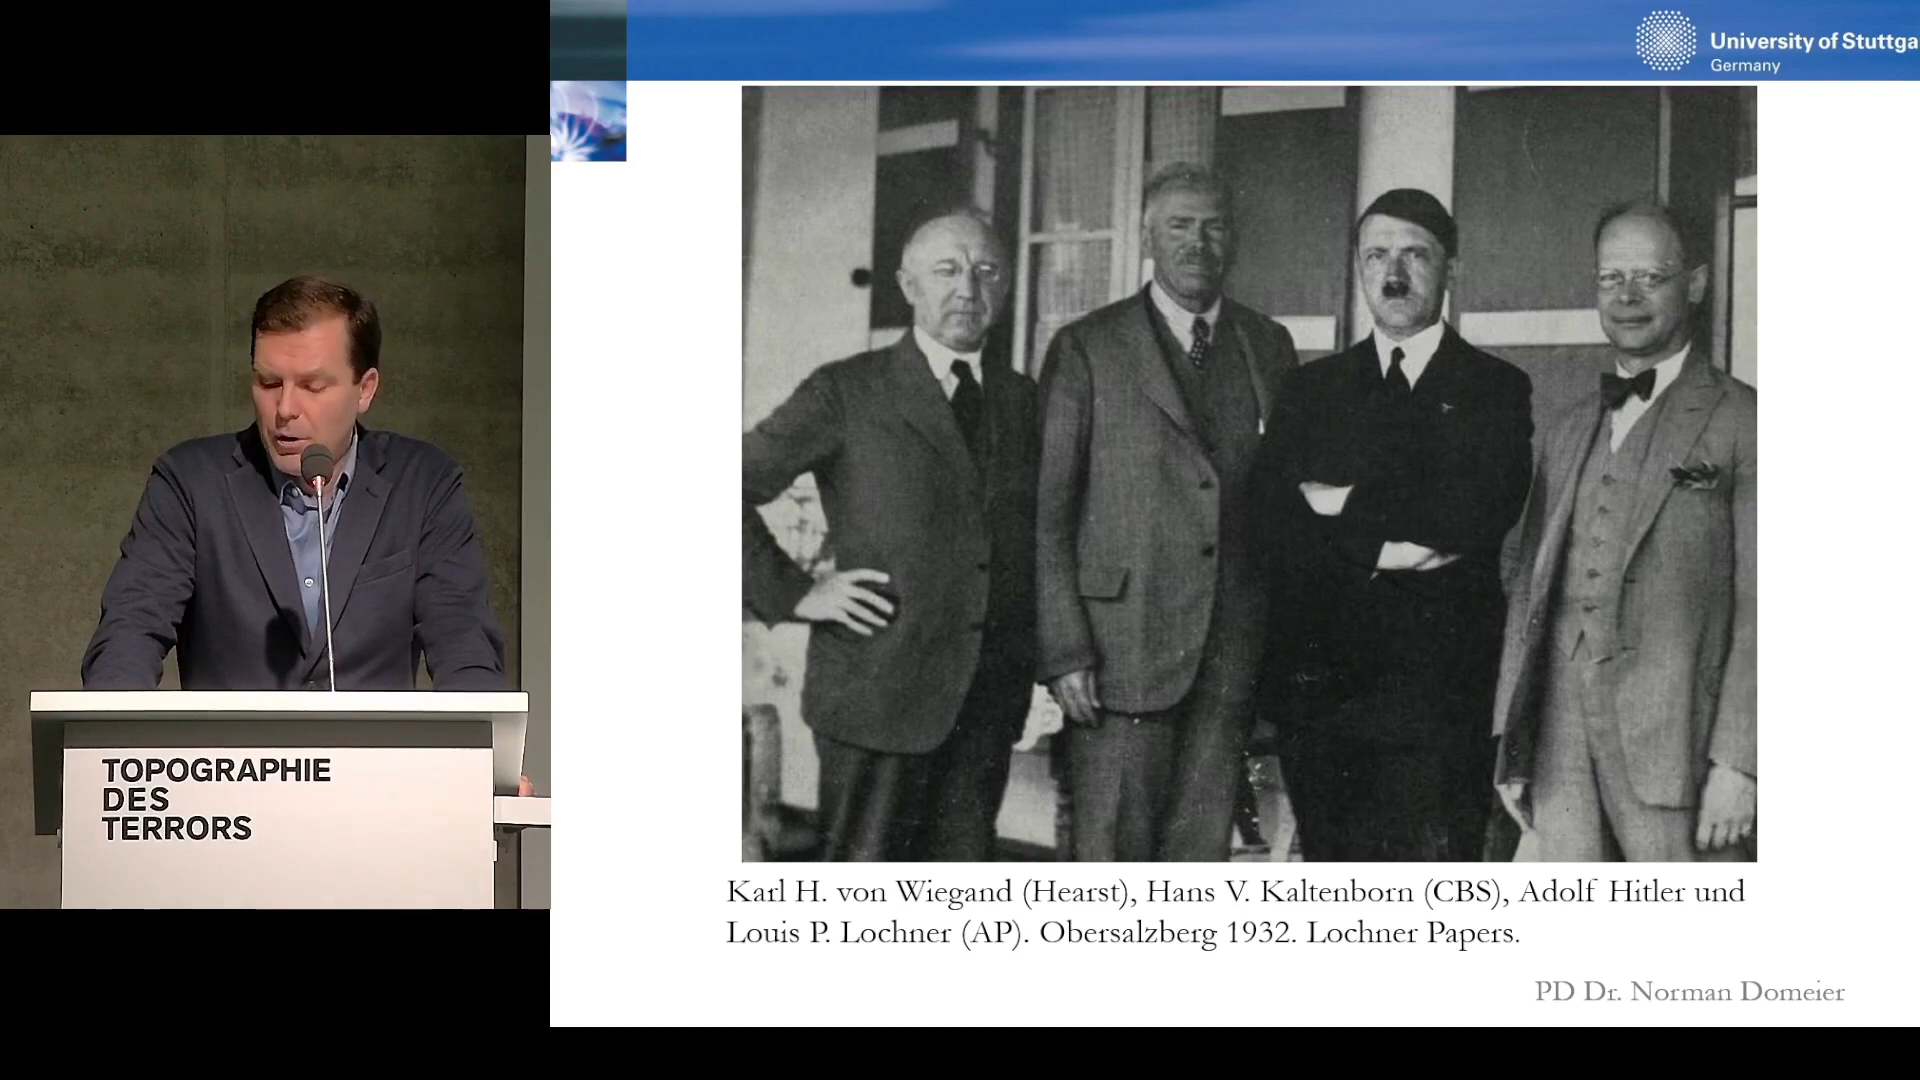 University of Stuttga
Germany
TOPOGRAPHIE
DES
TERRORS
Karl H. von Wiegand (Hearst), Hans V. Kaltenborn (CBS), Adolf Hitler und
Louis P. Lochner (AP). Obersalzberg 1932. Lochner Papers.
PD Dr. Norman Domeier